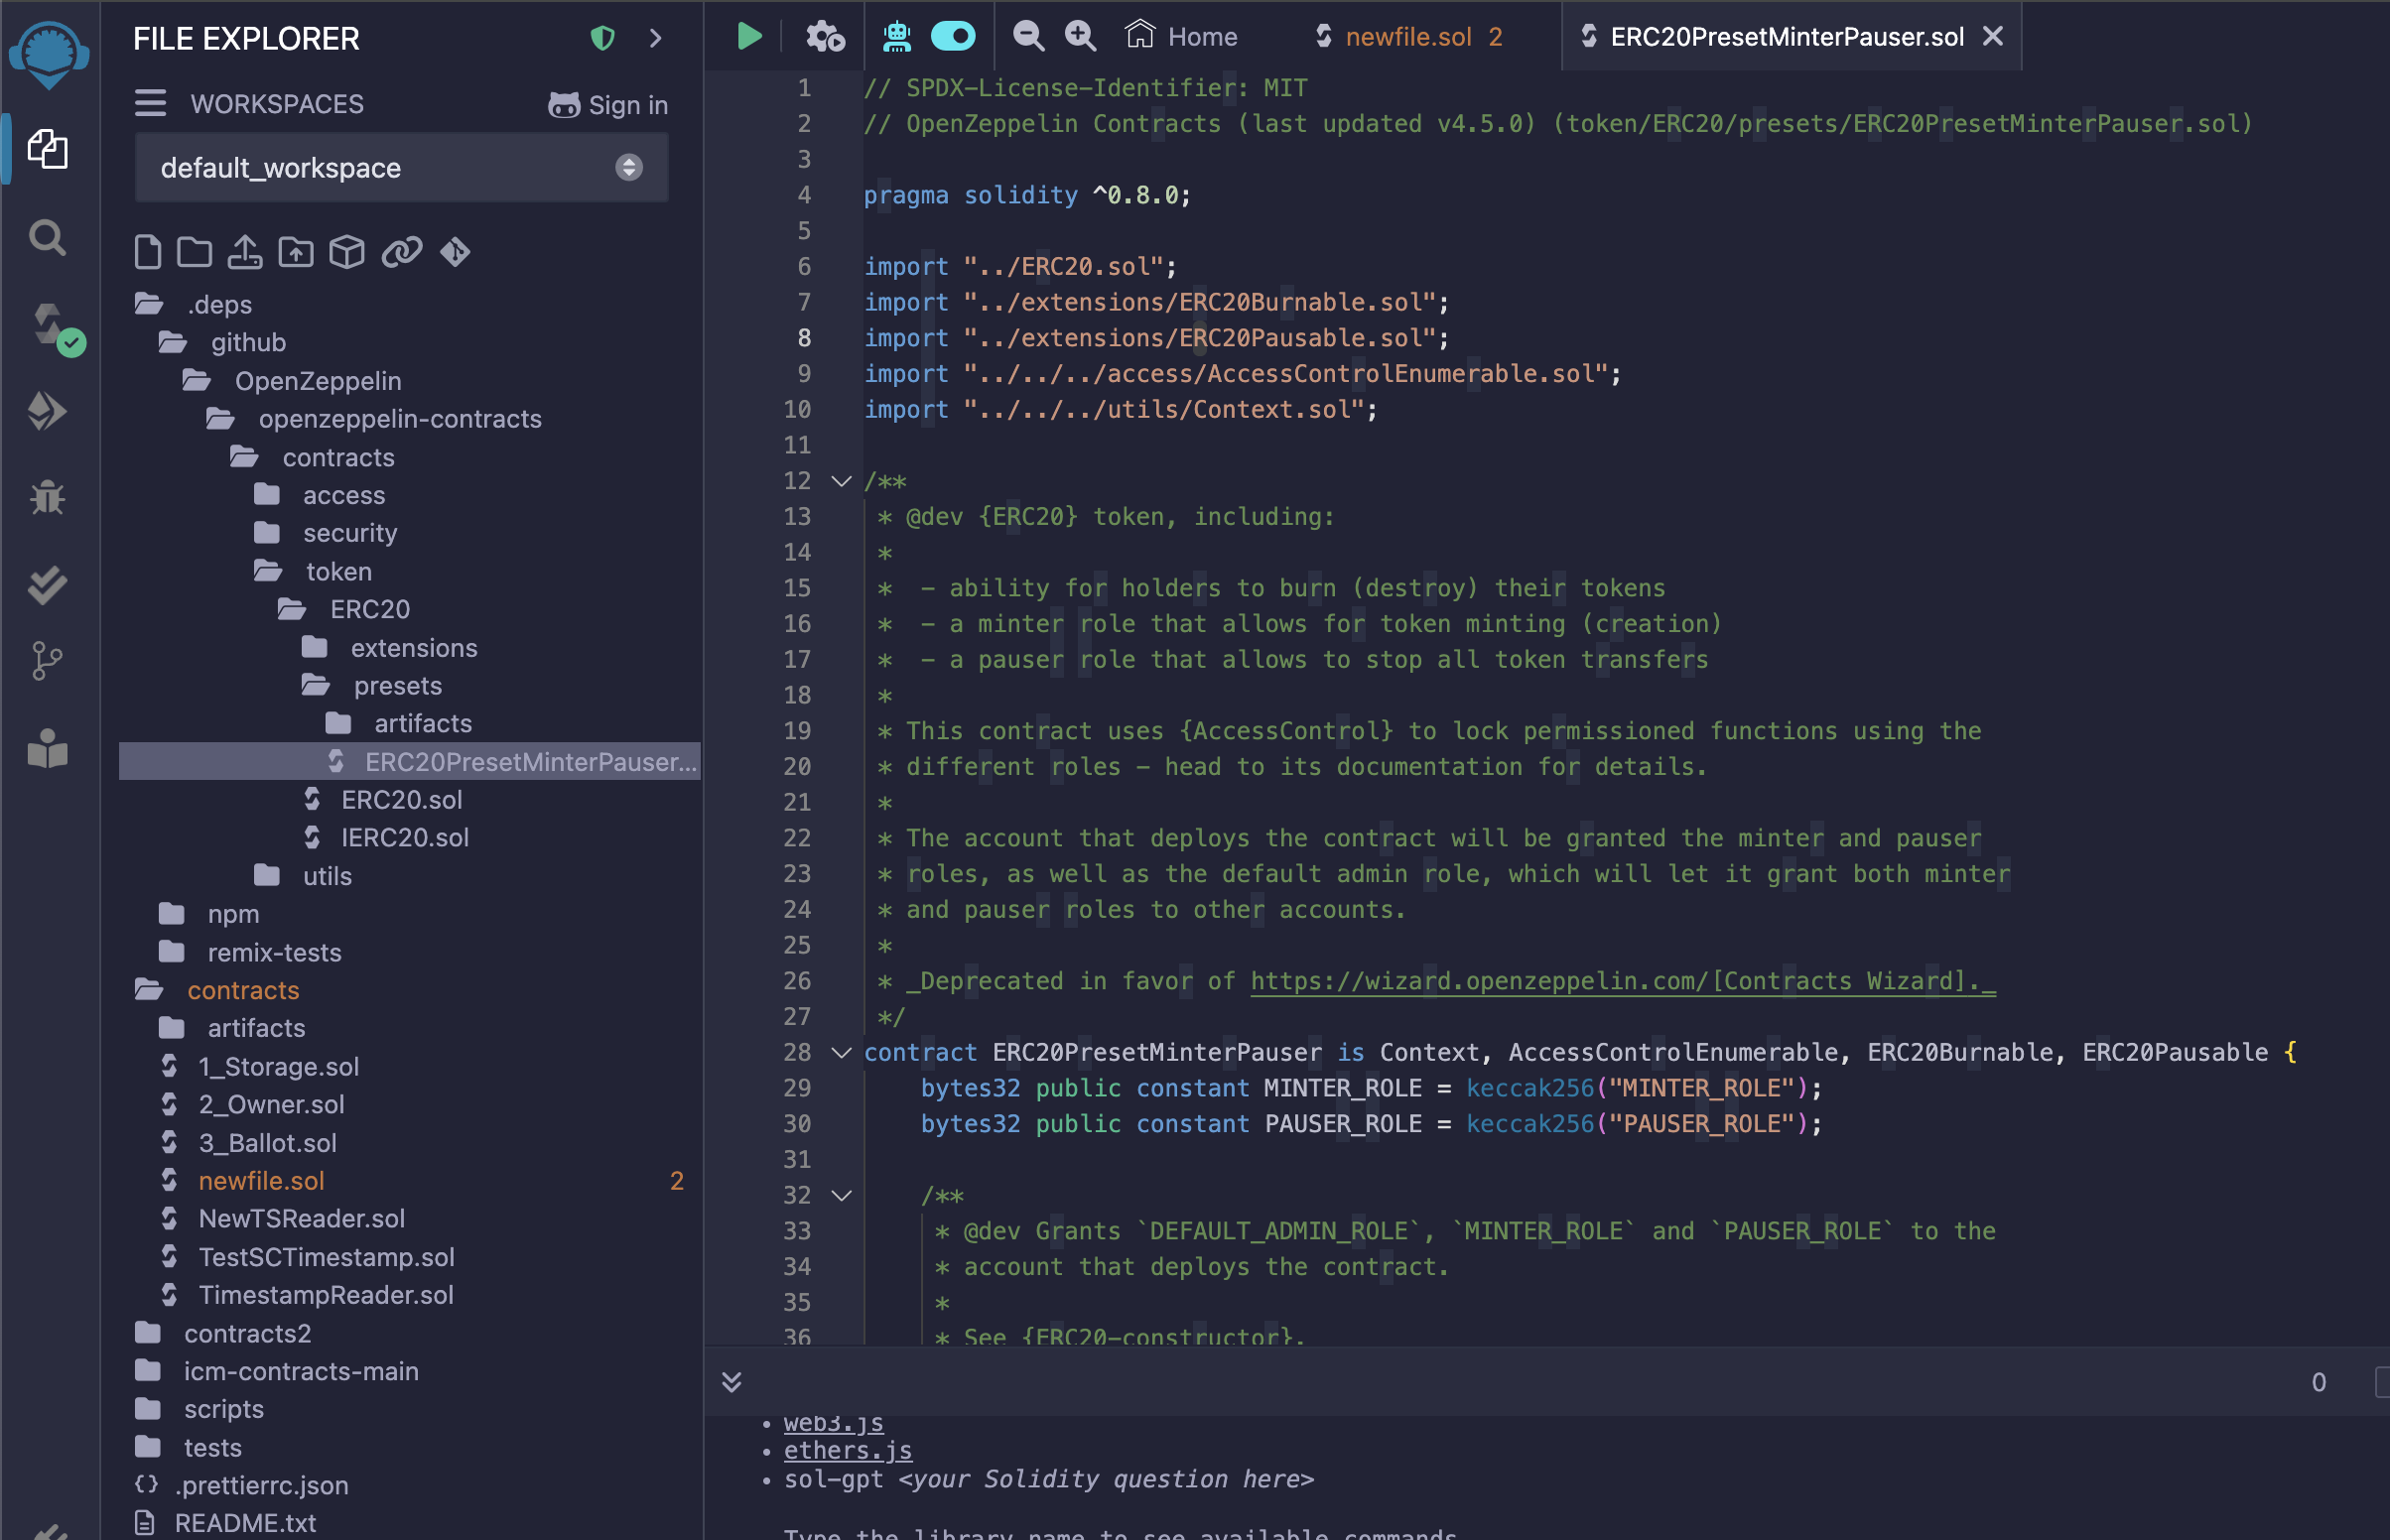 FILE EXPLORER
WORKSPACES
Sign in
default_workspace
.deps
github
OpenZeppelin
openzeppelin-contracts
contracts
access
security
token
ERC20
extensions
presets
artifacts
ERC20PresetMinterPauser...
ERC20.sol
IERC20.sol
utils
npm
remix-tests
contracts
artifacts
1_Storage.sol
2_Owner.sol
3_Ballot.sol
newfile.sol 2
NewTSReader.sol
TestSCTimestamp.sol
TimestampReader.sol
contracts2
icm-contracts-main
scripts
tests
.prettierrc.json
README.txt
Home
newfile.sol 2
ERC20PresetMinterPauser.sol
1 // SPDX-License-Identifier: MIT
2 // OpenZeppelin Contracts (last updated v4.5.0) (token/ERC20/presets/ERC20PresetMinterPauser.sol)
3
4 pragma solidity ^0.8.0;
5
6 import "../ERC20.sol";
7 import "../extensions/ERC20Burnable.sol";
8 import "../extensions/ERC20Pausable.sol";
9 import "../../../access/AccessControlEnumerable.sol";
10 import "../../../utils/Context.sol";
11
12 /**
13 * @dev {ERC20} token, including:
14 *
15 * - ability for holders to burn (destroy) their tokens
16 * - a minter role that allows for token minting (creation)
17 * - a pauser role that allows to stop all token transfers
18 *
19 * This contract uses {AccessControl} to lock permissioned functions using the
20 * different roles - head to its documentation for details.
21 *
22 * The account that deploys the contract will be granted the minter and pauser
23 * roles, as well as the default admin role, which will let it grant both minter
24 * and pauser roles to other accounts.
25 *
26 * _Deprecated in favor of https://wizard.openzeppelin.com/[Contracts Wizard]._
27 */
28 contract ERC20PresetMinterPauser is Context, AccessControlEnumerable, ERC20Burnable, ERC20Pausable {
29 bytes32 public constant MINTER_ROLE = keccak256("MINTER_ROLE");
30 bytes32 public constant PAUSER_ROLE = keccak256("PAUSER_ROLE");
31
32 /**
33 * @dev Grants `DEFAULT_ADMIN_ROLE`, `MINTER_ROLE` and `PAUSER_ROLE` to the
34 * account that deploys the contract.
35 *
36 * See {ERC20-constructor}.
0
• web3.js
• ethers.js
• sol-gpt <your Solidity question here>
Type the library name to see available commands